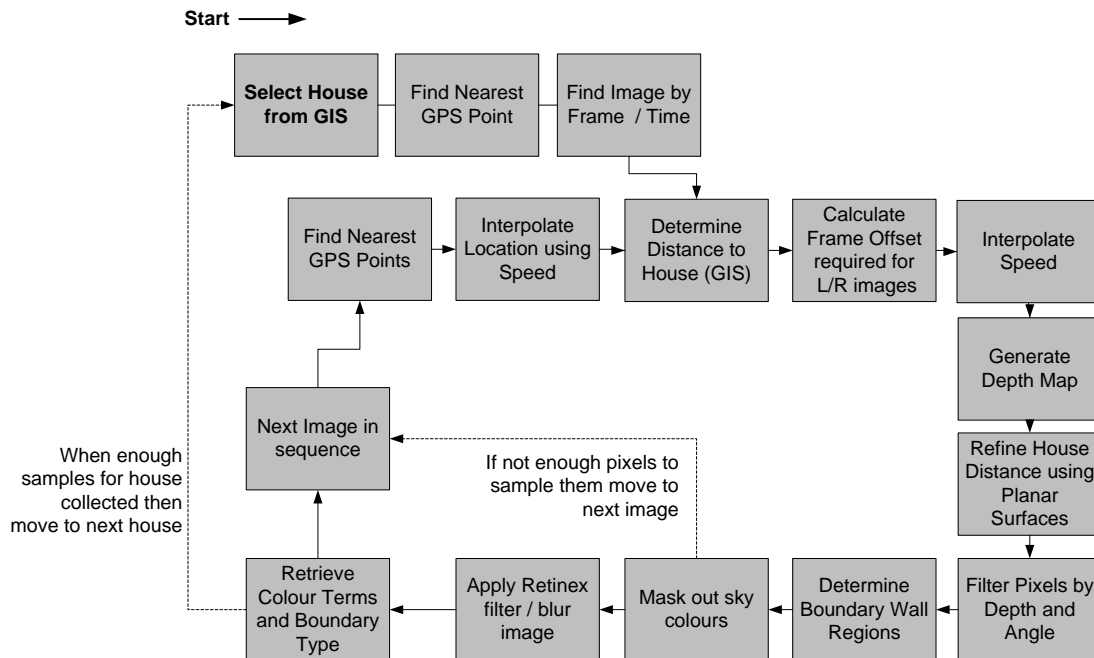 Start
Select House
from GIS
Find Nearest
GPS Point
Find Image by
Frame / Time
Find Nearest
GPS Points
Interpolate
Location using
Speed
Determine
Distance to
House (GIS)
Calculate
Frame Offset
required for
L/R images
Interpolate
Speed
Generate
Depth Map
Refine House
Distance using
Planar
Surfaces
Filter Pixels by
Depth and
Angle
Determine
Boundary Wall
Regions
Mask out sky
colours
Apply Retinex
filter / blur
image
Retrieve
Colour Terms
and Boundary
Type
Next Image in
sequence
If not enough pixels to
sample them move to
next image
When enough
samples for house
collected then
move to next house